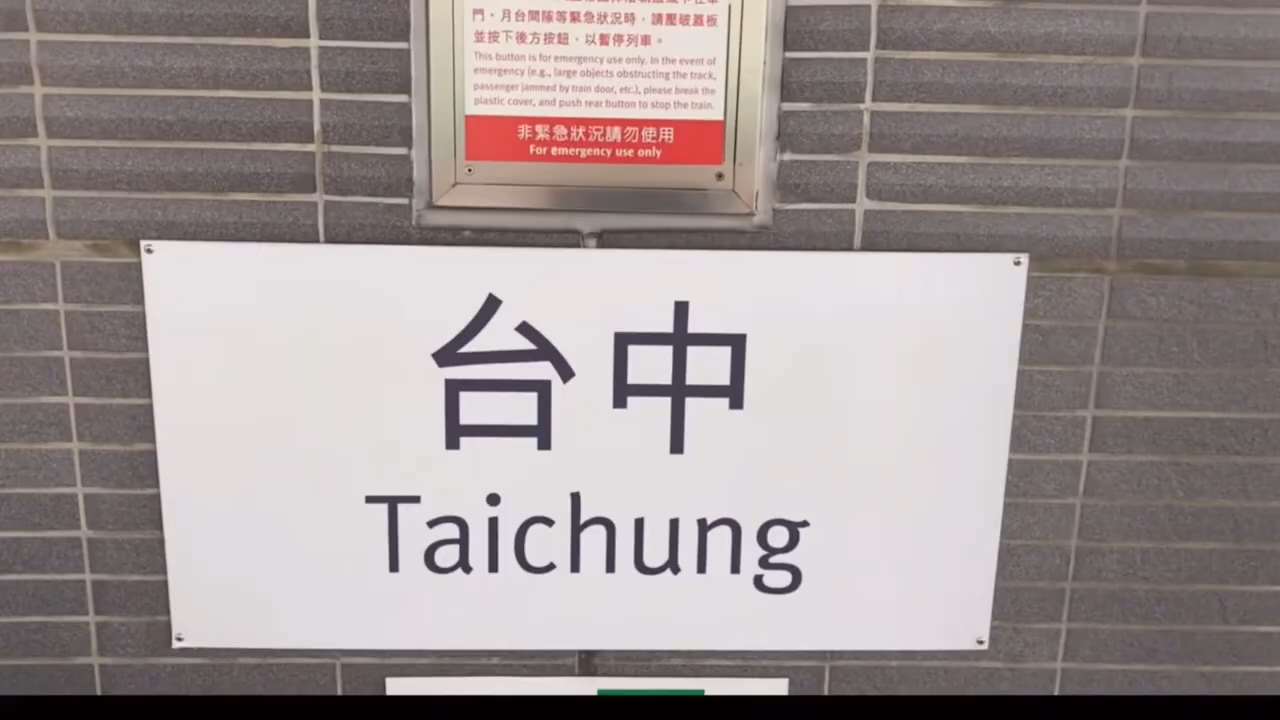 門、月台間隙等緊急狀況時，請壓破蓋板
並按下後方按鈕，以暫停列車。
This button is for emergency use only. In the event of
emergency (e.g., large objects obstructing the track,
passenger jammed by train door, etc.), please break the
plastic cover, and push rear button to stop the train.
非緊急狀況請勿使用
For emergency use only
台中
Taichung